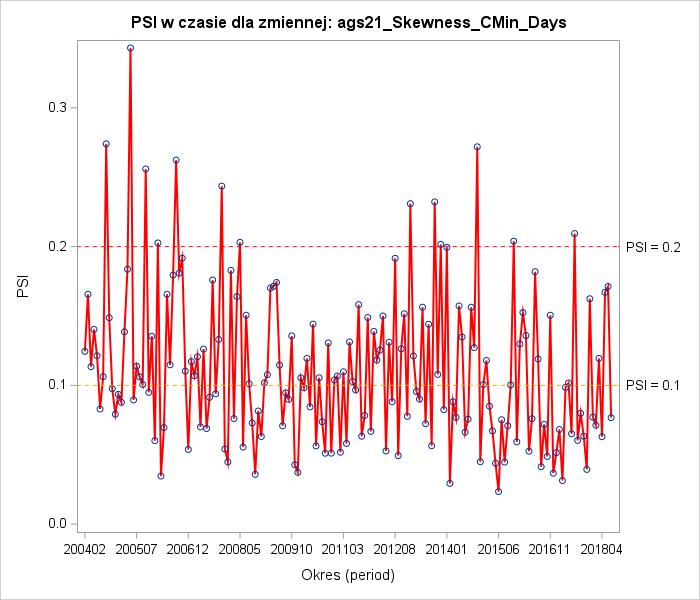 PSI w czasie dla zmiennej: ags21_Skewness_CMin_Days
PSI
0.3
0.2
0.1
0.0
PSI = 0.2
PSI = 0.1
200402 200507 200612 200805 200910 201103 201208 201401 201506 201611 201804
Okres (period)